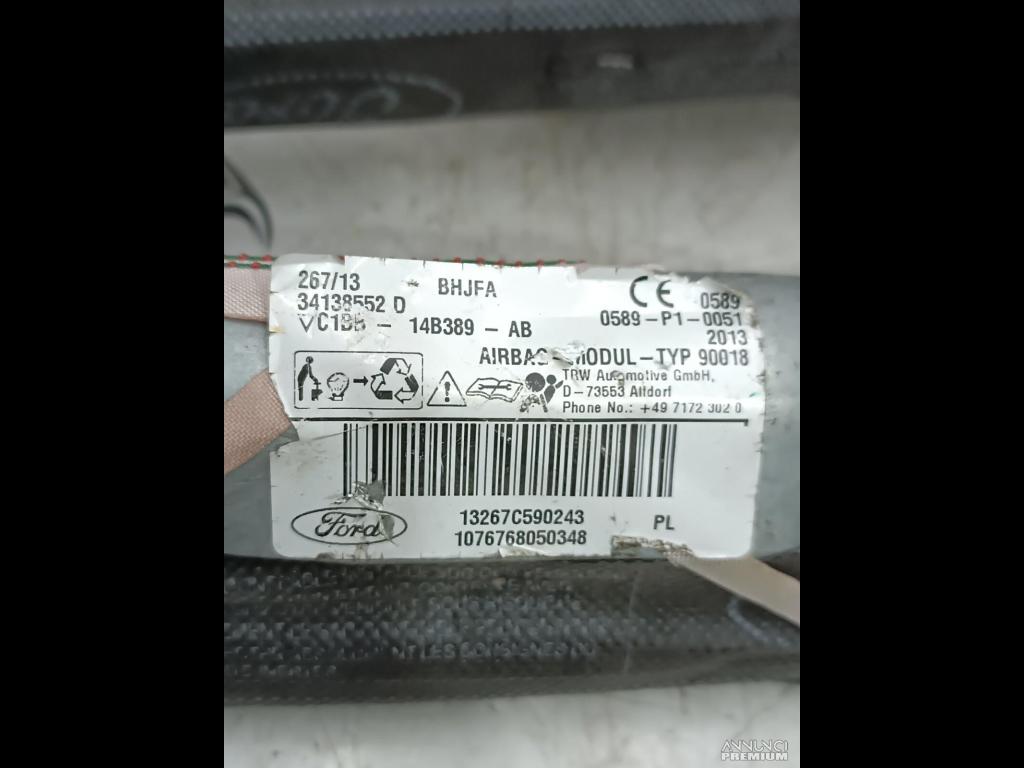 267/13 BHJFA
34138552 D
14B389 - AB
CE 0589
0589-P1-0051
2013
AIRBAG-MODUL-TYP 90018
TRW Automotive GmbH,
D-73553 Alfdorf
Phone No.: +49 7172 302 0
Ford
13267C590243
1076768050348
PL
ANNUNCI
PREMIUM